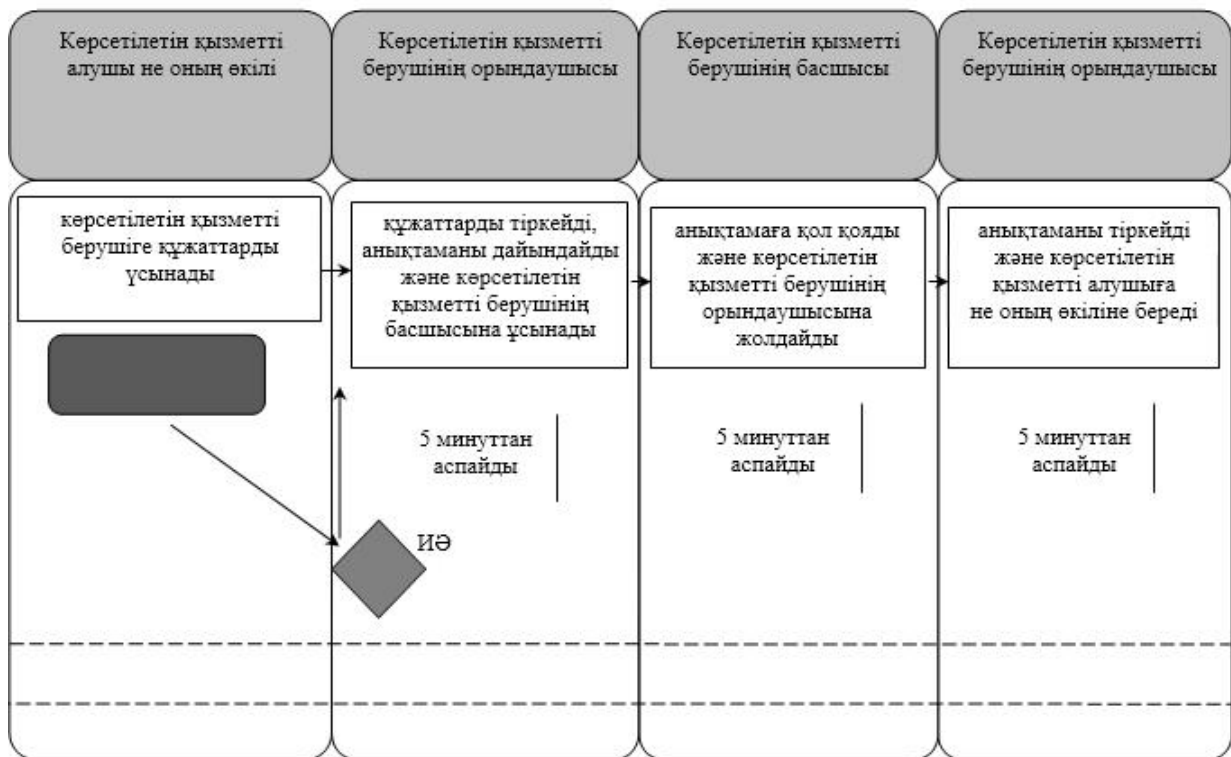 Көрсетілетін қызметті
алушы не оның өкілі
Көрсетілетін қызметті
берушінің орындаушысы
Көрсетілетін қызметті
берушінің басшысы
Көрсетілетін қызметті
берушінің орындаушысы
көрсетілетін қызметті
берушіге құжаттарды
ұсынады
құжаттарды тіркейді,
анықтаманы дайындайды
және көрсетілетін
қызметті берушінің
басшысына ұсынады
анықтамаға қол қояды
және көрсетілетін
қызметті берушінің
орындаушысына
жолдайды
анықтаманы тіркейді
және көрсетілетін
қызметті алушыға
не оның өкіліне береді
5 минуттан
аспайды
5 минуттан
аспайды
5 минуттан
аспайды
ИӘ